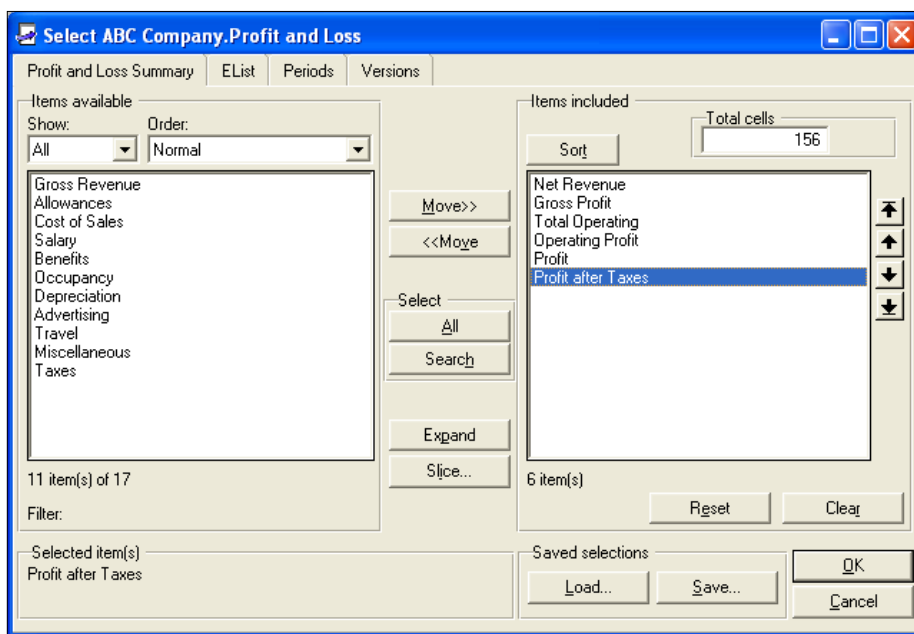 Select ABC Company.Profit and Loss
Profit and Loss Summary EList Periods Versions
Items available
Show: Order:
All Normal
Gross Revenue
Allowances
Cost of Sales
Salary
Benefits
Occupancy
Depreciation
Advertising
Travel
Miscellaneous
Taxes
11 item(s) of 17
Filter:
Move>>
<<Move
Select
All
Search
Expand
Slice...
Items included
Total cells
Sort 156
Net Revenue
Gross Profit
Total Operating
Operating Profit
Profit
Profit after Taxes
6 item(s)
Reset Clear
Selected item(s)
Profit after Taxes
Saved selections
Load... Save...
OK
Cancel